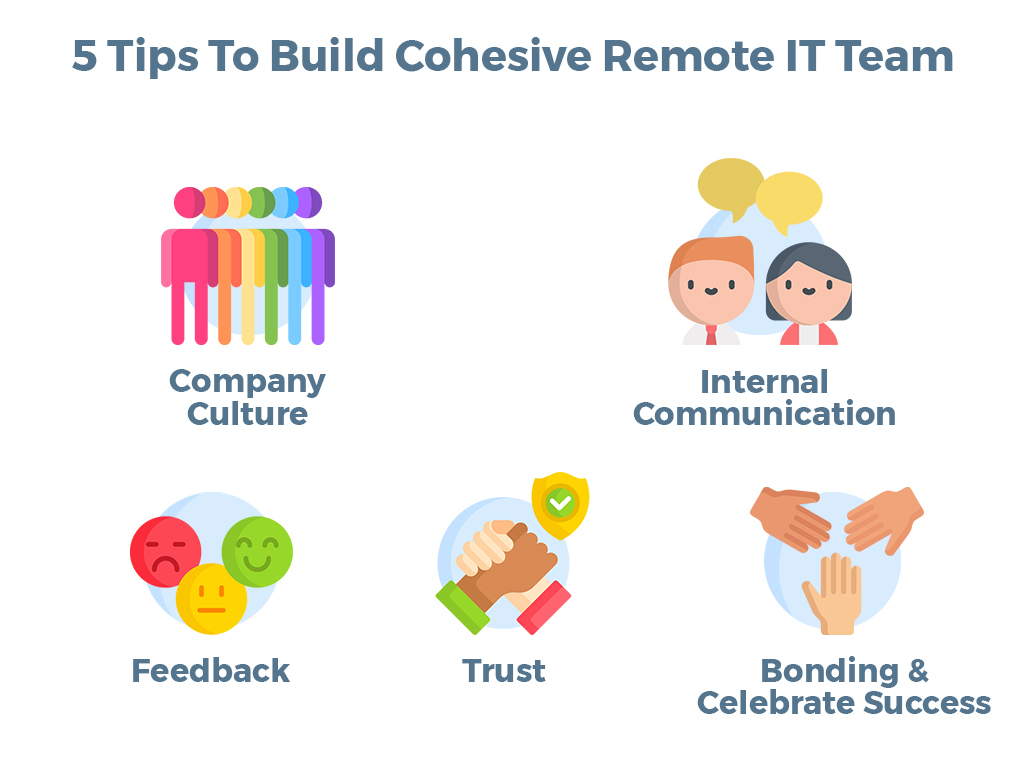 5 Tips To Build Cohesive Remote IT Team
Company
Culture
Internal
Communication
Feedback
Trust
Bonding &
Celebrate Success